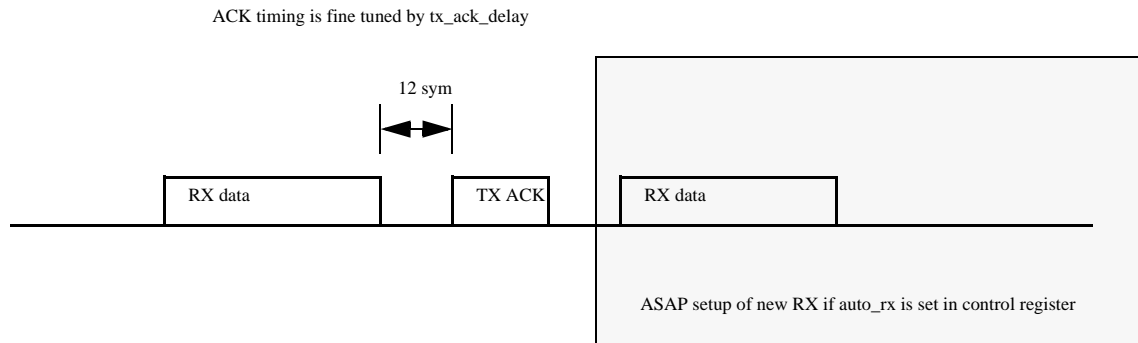 ACK timing is fine tuned by tx_ack_delay
12 sym
RX data
TX ACK
RX data
ASAP setup of new RX if auto_rx is set in control register